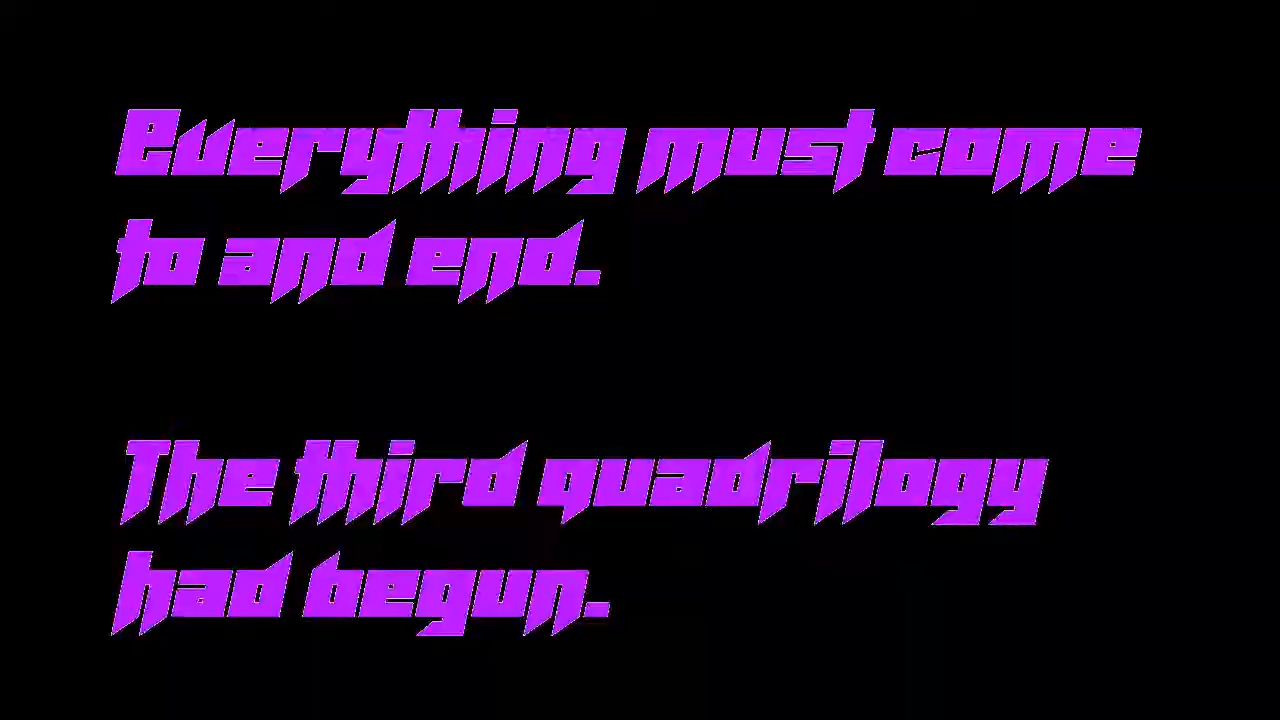 Everything must come
to and end.
The third quadrilogy
had begun.